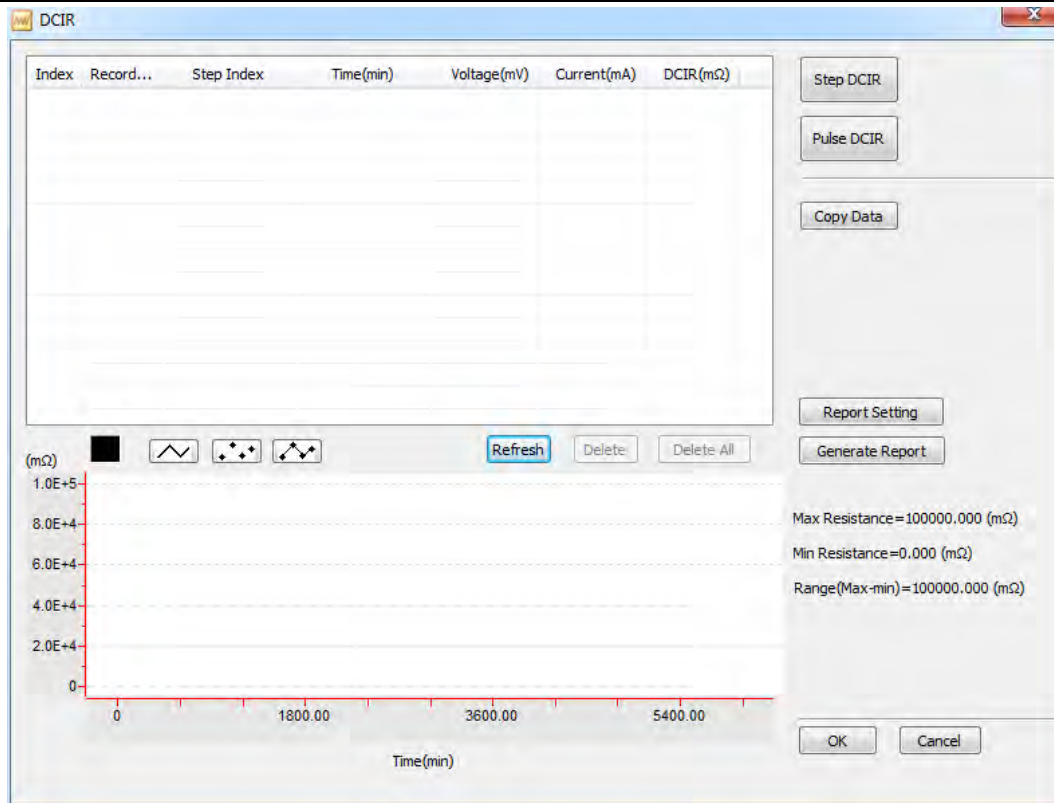 DCIR
Index Record... Step Index Time(min) Voltage(mV) Current(mA) DCIR(mΩ)
Step DCIR
Pulse DCIR
Copy Data
Report Setting
Refresh Delete Delete All Generate Report
(mΩ)
1.0E+5
8.0E+4
6.0E+4
4.0E+4
2.0E+4
0
0 1800.00 3600.00 5400.00
Time(min)
Max Resistance=100000.000 (mΩ)
Min Resistance=0.000 (mΩ)
Range(Max-min)=100000.000 (mΩ)
OK Cancel